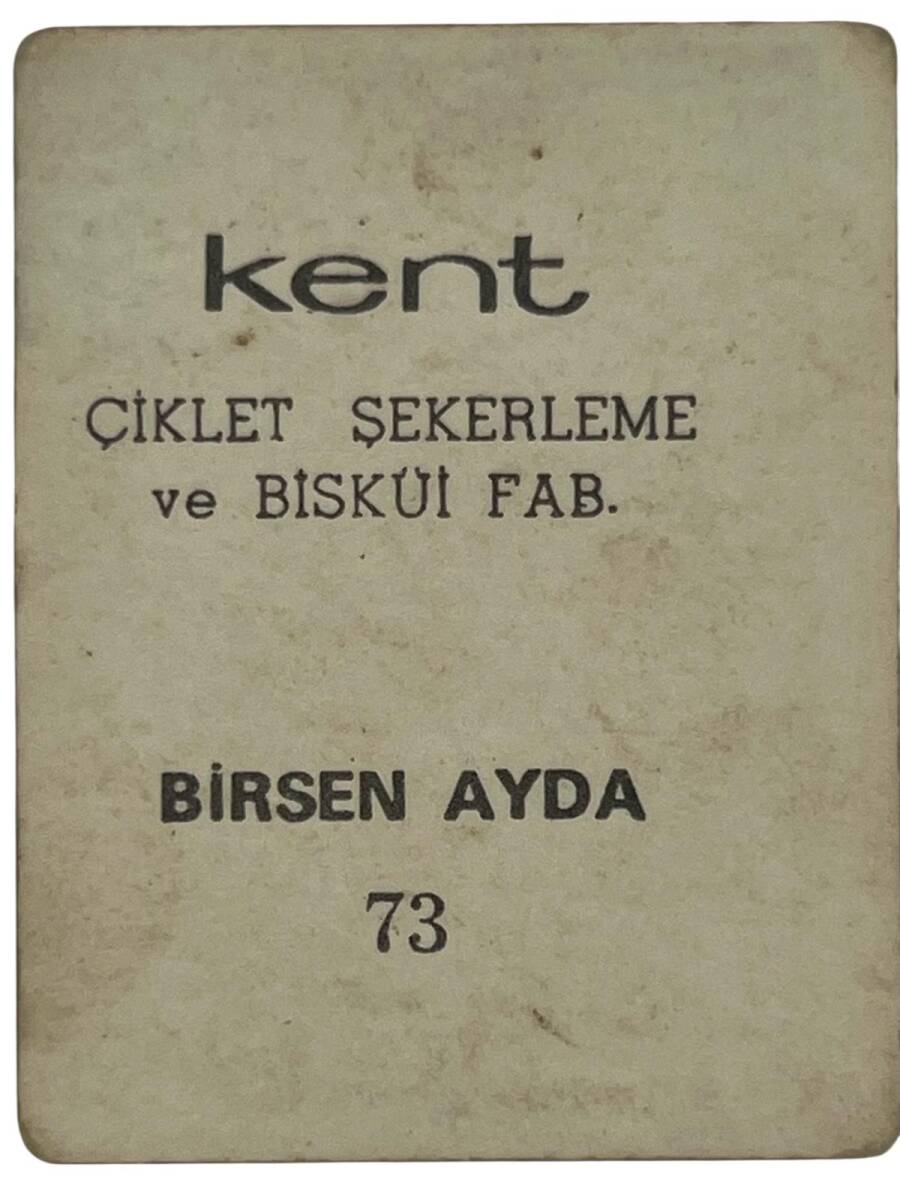 kent
ÇİKLET ŞEKERLEME
ve BİSKÜİ FAB.
BİRSEN AYDA
73